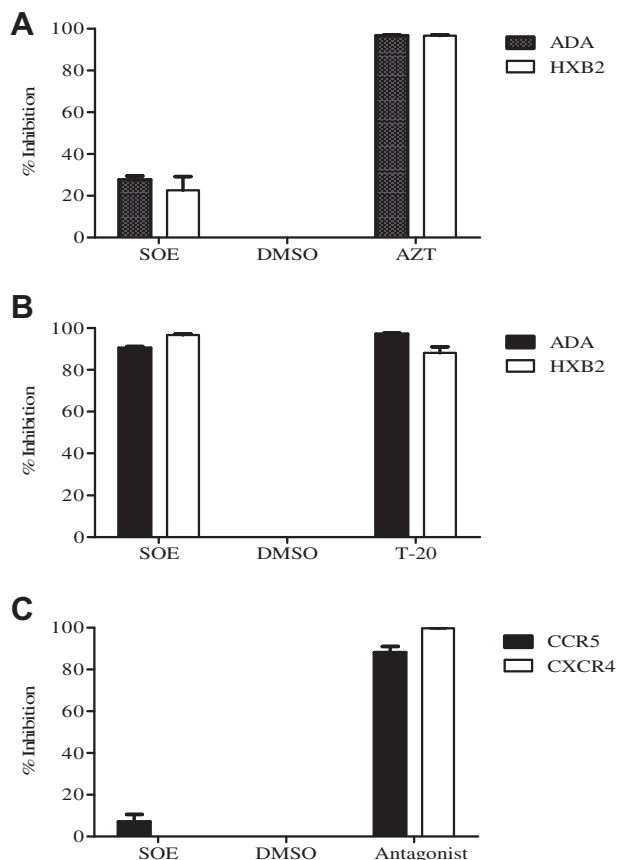 A
% Inhibition
100
80
60
40
20
0
SOE DMSO AZT
ADA
HXB2
B
% Inhibition
100
80
60
40
20
0
SOE DMSO T-20
ADA
HXB2
C
% Inhibition
100
80
60
40
20
0
SOE DMSO Antagonist
CCR5
CXCR4